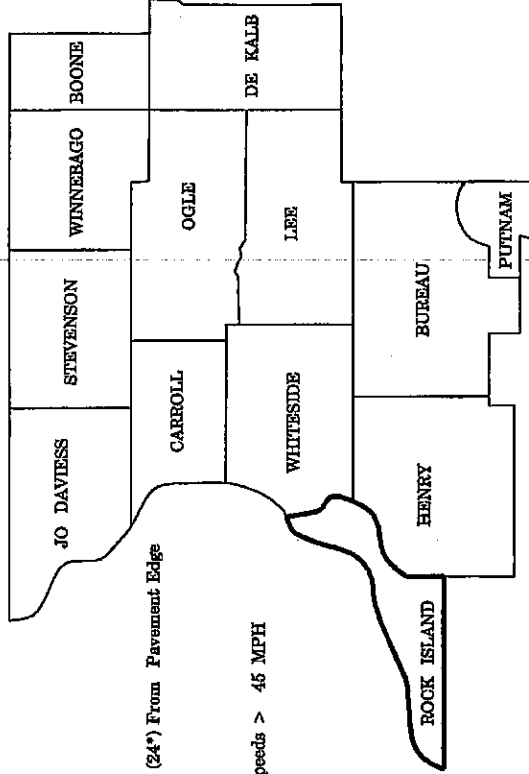 JO DAVIESS
STEVENSON
WINNEBAGO
BOONE
CARROLL
OGLE
DE KALB
WHITESIDE
LEE
ROCK ISLAND
HENRY
BUREAU
PUTNAM
(24*) From Pavement Edge
peeds > 45 MPH